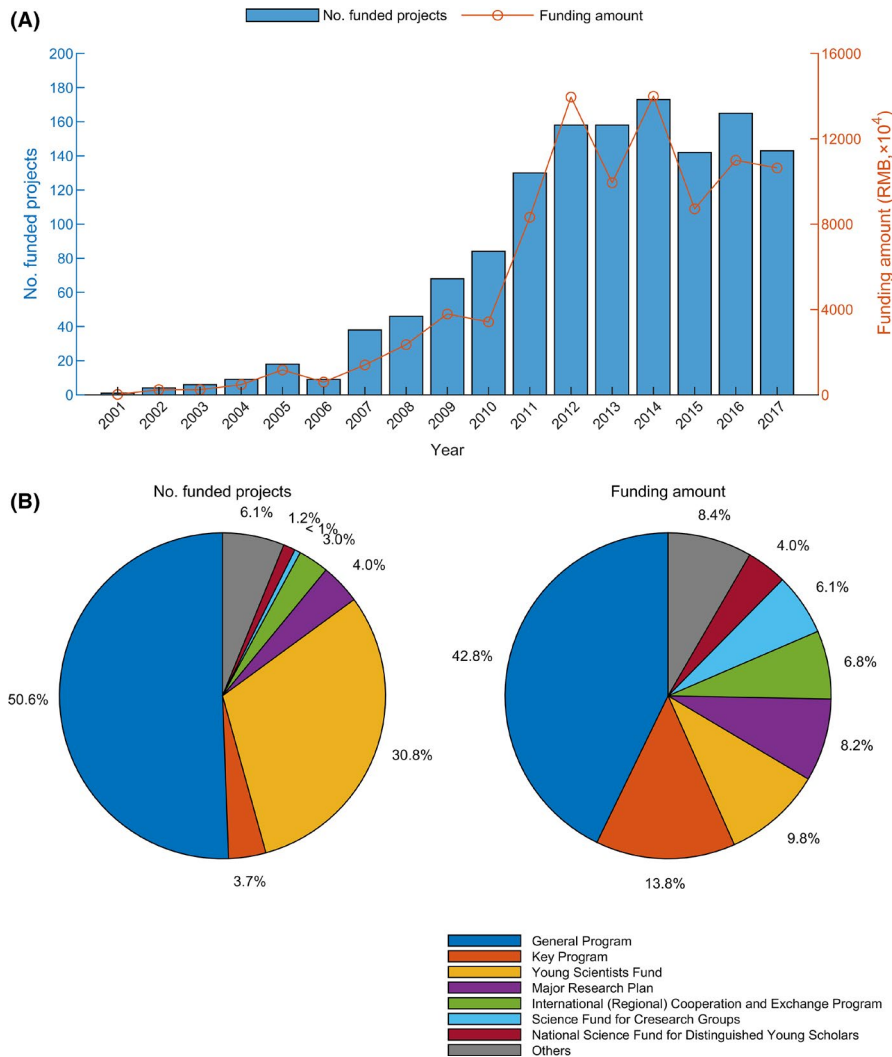 (A)
No. funded projects
Funding amount
200
180
160
140
120
100
80
60
40
20
0
No. funded projects
16000
12000
8000
4000
0
Funding amount (RMB,×10⁴)
2001
2002
2003
2004
2005
2006
2007
2008
2009
2010
2011
2012
2013
2014
2015
2016
2017
Year
(B)
No. funded projects
6.1%
1.2%
< 1%
3.0%
4.0%
30.8%
3.7%
50.6%
Funding amount
8.4%
4.0%
6.1%
6.8%
8.2%
9.8%
13.8%
42.8%
General Program
Key Program
Young Scientists Fund
Major Research Plan
International (Regional) Cooperation and Exchange Program
Science Fund for Cresearch Groups
National Science Fund for Distinguished Young Scholars
Others